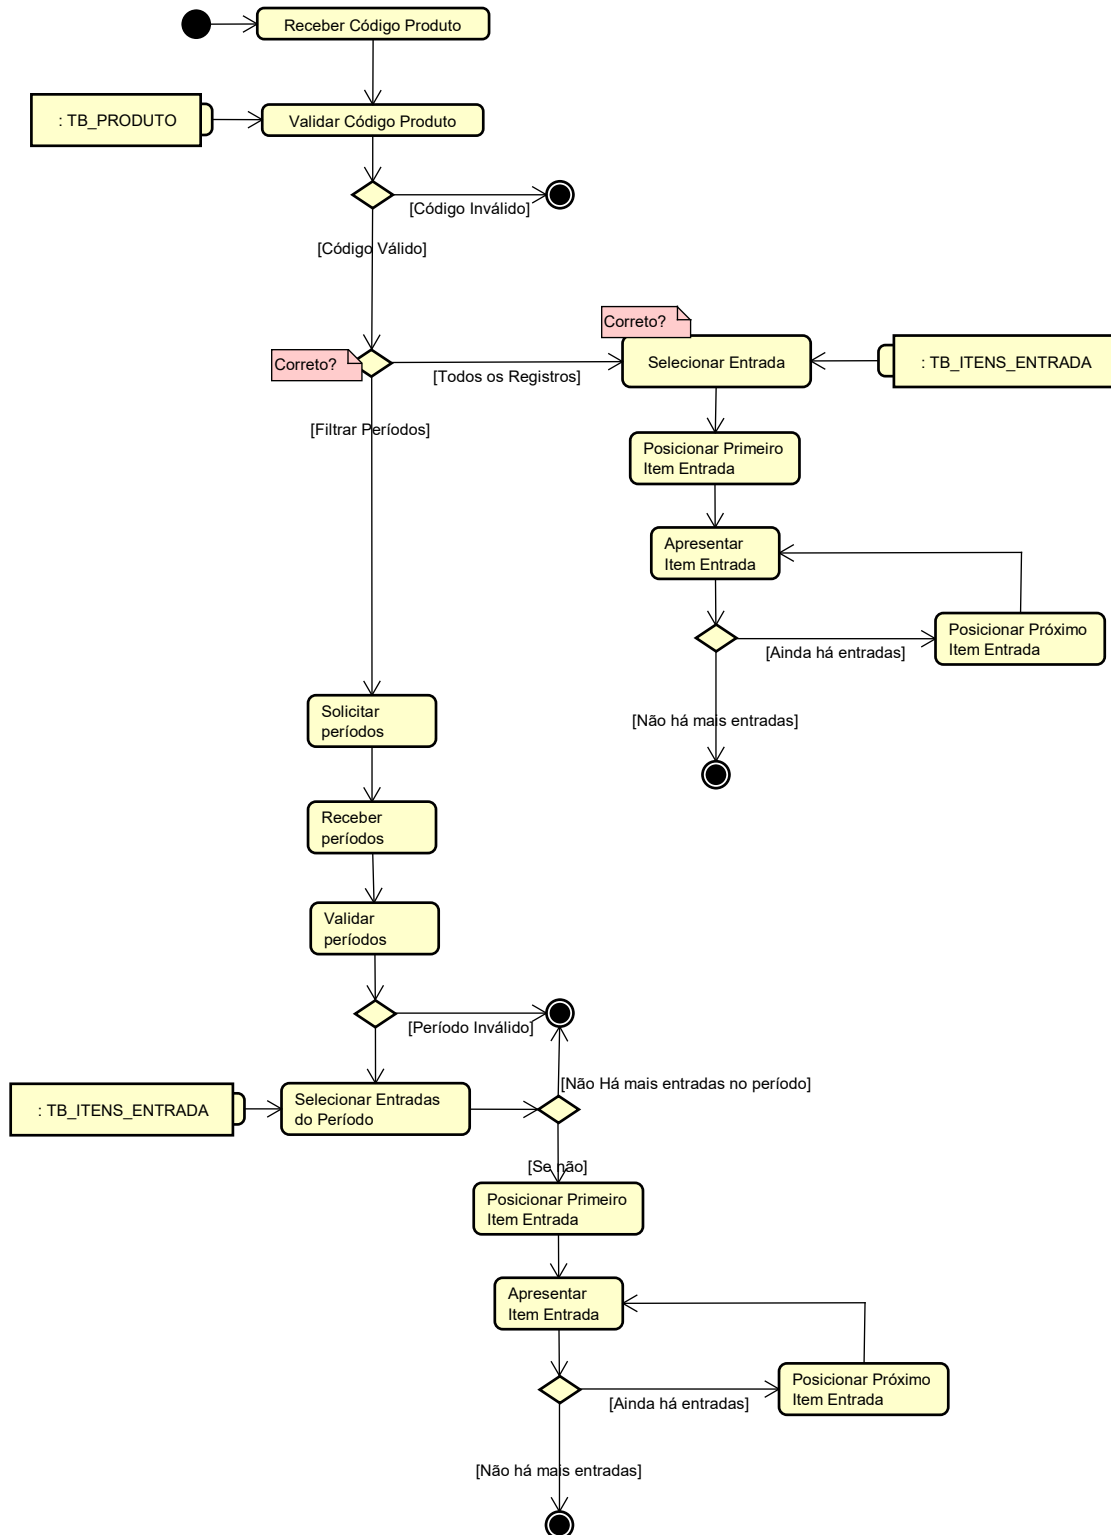 Receber Código Produto
: TB_PRODUTO
Validar Código Produto
[Código Inválido]
[Código Válido]
Correto?
Correto?
[Todos os Registros]
Selecionar Entrada
: TB_ITENS_ENTRADA
[Filtrar Períodos]
Posicionar Primeiro
Item Entrada
Apresentar
Item Entrada
[Ainda há entradas]
Posicionar Próximo
Item Entrada
[Não há mais entradas]
Solicitar
períodos
Receber
períodos
Validar
períodos
[Período Inválido]
: TB_ITENS_ENTRADA
Selecionar Entradas
do Período
[Não Há mais entradas no período]
[Se não]
Posicionar Primeiro
Item Entrada
Apresentar
Item Entrada
[Ainda há entradas]
Posicionar Próximo
Item Entrada
[Não há mais entradas]